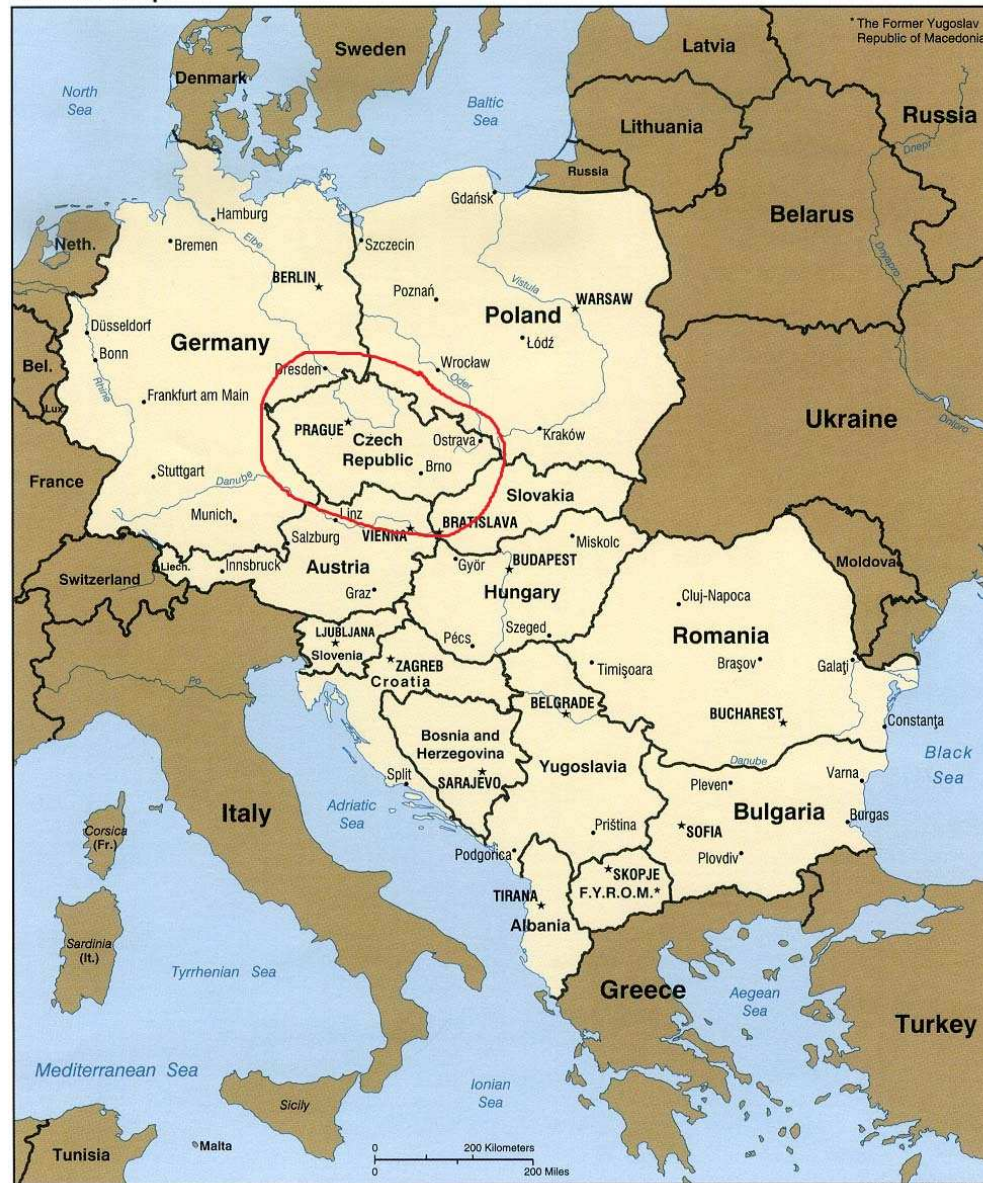 * The Former Yugoslav
Republic of Macedonia
Sweden
Latvia
Denmark
North
Sea
Baltic
Sea
Lithuania
Russia
Dnepr
Russia
Gdańsk
Belarus
Hamburg
Neth.
Bremen
Elbe
Szczecin
Dnyapro
BERLIN
Vistula
Poznań
WARSAW
Düsseldorf
Germany
Poland
Łódź
Bonn
Bel.
Rhine
Dresden
Wrocław
Oder
Lux.
Frankfurt am Main
Ukraine
Dnipro
PRAGUE
Czech
Republic
Ostrava
Kraków
Brno
Stuttgart
France
Danube
Slovakia
Munich
Linz
VIENNA
BRATISLAVA
Salzburg
Miskolc
Switzerland
Liech.
Innsbruck
Austria
Györ
BUDAPEST
Moldova
Graz
Hungary
Cluj-Napoca
LJUBLJANA
Slovenia
Pécs
Szeged
Romania
ZAGREB
Croatia
Timişoara
Braşov
Galaţi
Po
BELGRADE
BUCHAREST
Constanţa
Bosnia and
Herzegovina
SARAJEVO
Yugoslavia
Danube
Black
Sea
Split
Pleven
Varna
Italy
Adriatic
Sea
Bulgaria
Burgas
Corsica
(Fr.)
Priština
SOFIA
Podgorica
Plovdiv
SKOPJE
F.Y.R.O.M.*
TIRANA
Albania
Sardinia
(It.)
Tyrrhenian Sea
Greece
Aegean
Sea
Turkey
Mediterranean Sea
Ionian
Sea
Sicily
Tunisia
Malta
0 200 Kilometers
0 200 Miles